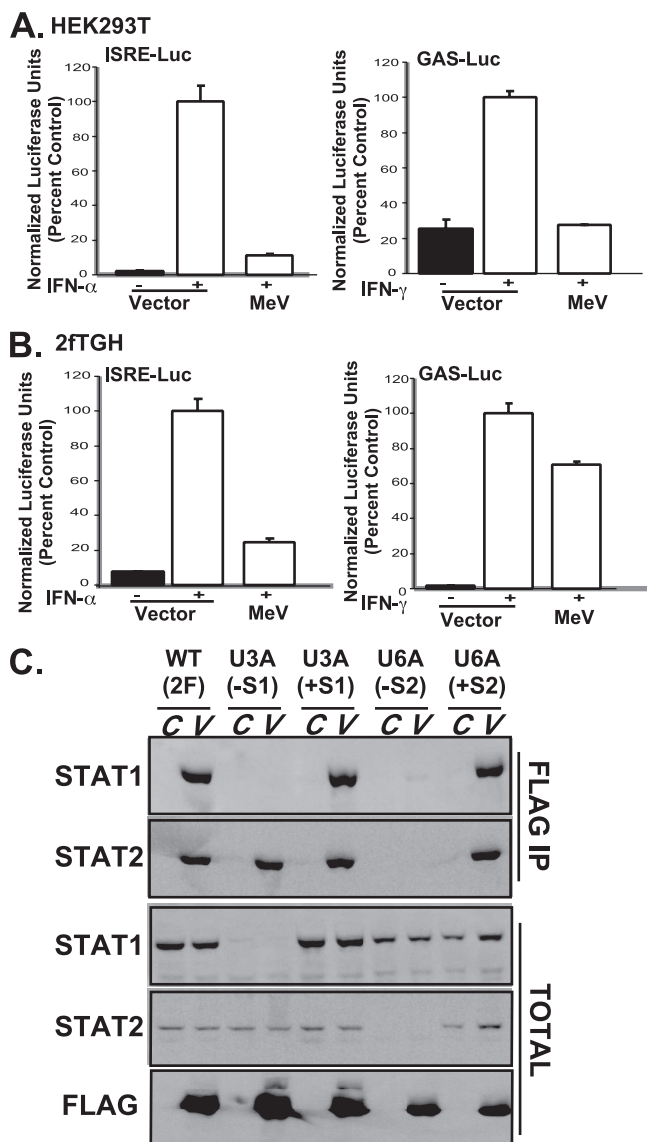 A. HEK293T
ISRE-Luc
Normalized Luciferase Units
(Percent Control)
120
100
80
60
40
20
0
IFN-α - + +
Vector MeV
GAS-Luc
Normalized Luciferase Units
(Percent Control)
120
100
80
60
40
20
0
IFN-γ - + +
Vector MeV
B. 2fTGH
ISRE-Luc
Normalized Luciferase Units
(Percent Control)
120
100
80
60
40
20
0
IFN-α - + +
Vector MeV
GAS-Luc
Normalized Luciferase Units
(Percent Control)
120
100
80
60
40
20
0
IFN-γ - + +
Vector MeV
C.
WT U3A U3A U6A U6A
(2F) (-S1) (+S1) (-S2) (+S2)
C V C V C V C V C V
STAT1
STAT2
FLAG IP
STAT1
STAT2
FLAG
TOTAL